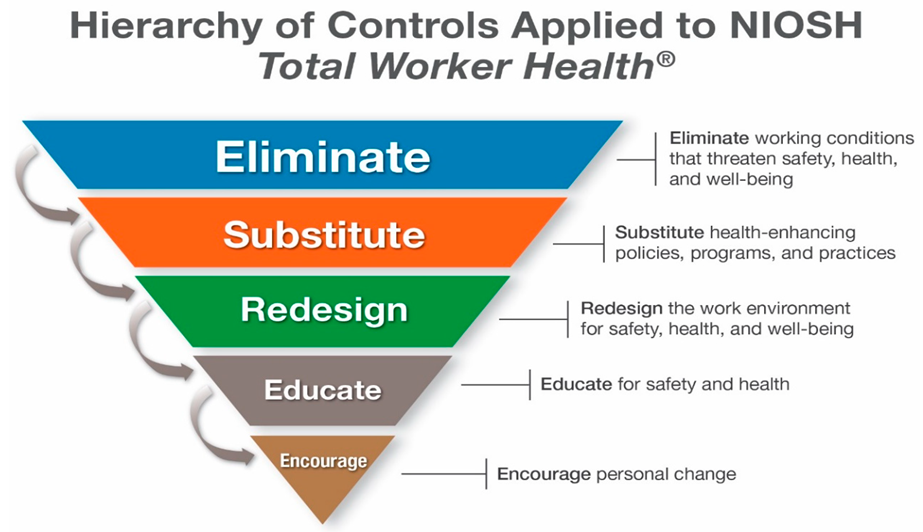 Hierarchy of Controls Applied to NIOSH
Total Worker Health®
Eliminate
Eliminate working conditions
that threaten safety, health,
and well-being
Substitute
Substitute health-enhancing
policies, programs, and practices
Redesign
Redesign the work environment
for safety, health, and well-being
Educate
Educate for safety and health
Encourage
Encourage personal change